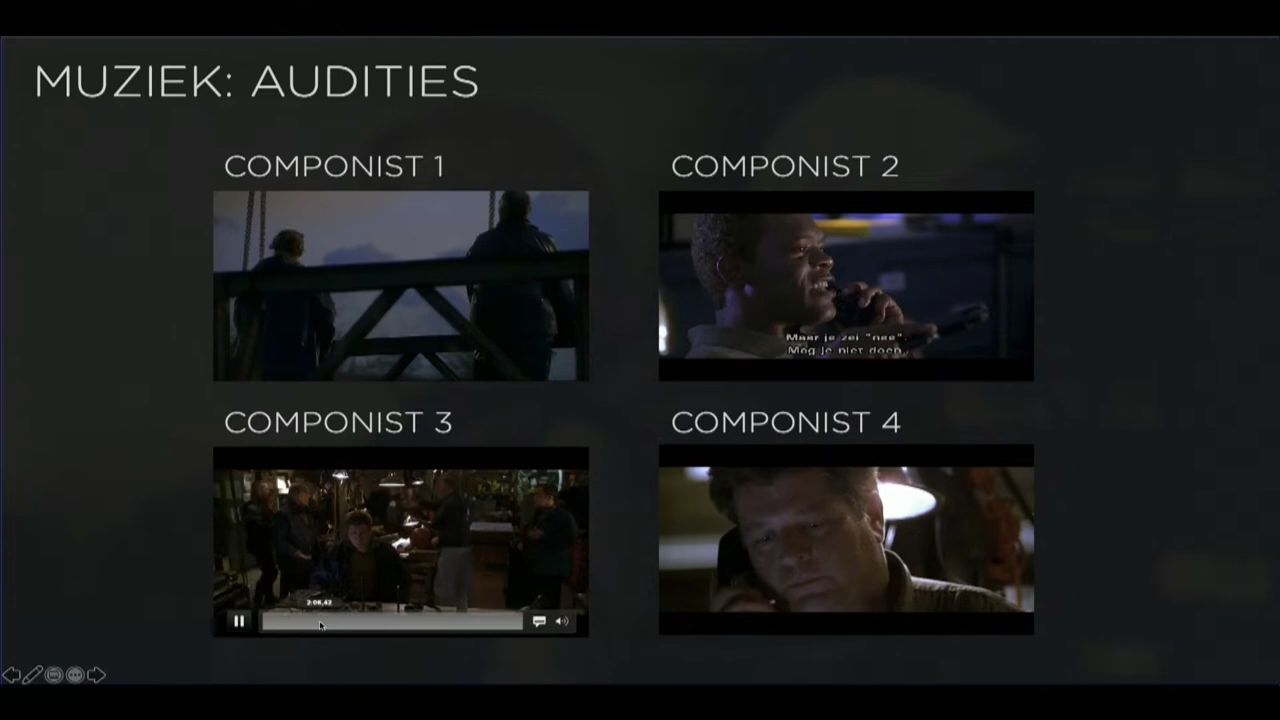 MUZIEK: AUDITIES
COMPONIST 1
COMPONIST 2
Maar je zei "nee".
Mog je niet doen.
COMPONIST 3
COMPONIST 4
2:06,42